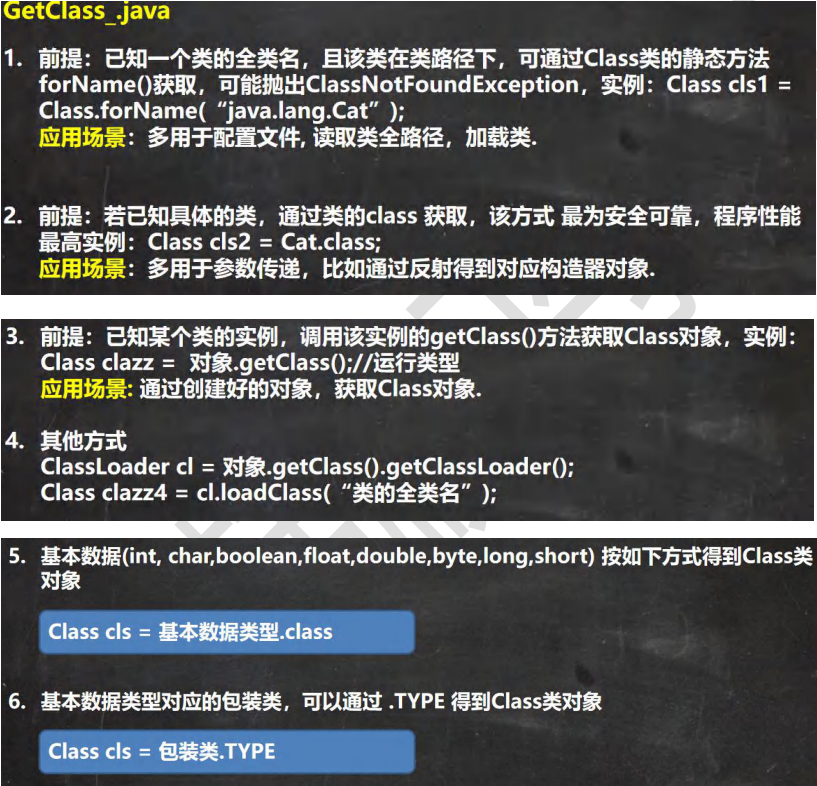 GetClass_.java
1. 前提：已知一个类的全类名，且该类在类路径下，可通过Class类的静态方法
forName()获取，可能抛出ClassNotFoundException，实例：Class cls1 =
Class.forName(“java.lang.Cat”);
应用场景：多用于配置文件, 读取类全路径，加载类.
2. 前提：若已知具体的类，通过类的class 获取，该方式 最为安全可靠，程序性能
最高实例：Class cls2 = Cat.class;
应用场景：多用于参数传递，比如通过反射得到对应构造器对象.
3. 前提：已知某个类的实例，调用该实例的getClass()方法获取Class对象，实例：
Class clazz = 对象.getClass();//运行类型
应用场景: 通过创建好的对象，获取Class对象.
4. 其他方式
ClassLoader cl = 对象.getClass().getClassLoader();
Class clazz4 = cl.loadClass(“类的全类名”);
5. 基本数据(int, char,boolean,float,double,byte,long,short) 按如下方式得到Class类
对象
Class cls = 基本数据类型.class
6. 基本数据类型对应的包装类，可以通过 .TYPE 得到Class类对象
Class cls = 包装类.TYPE